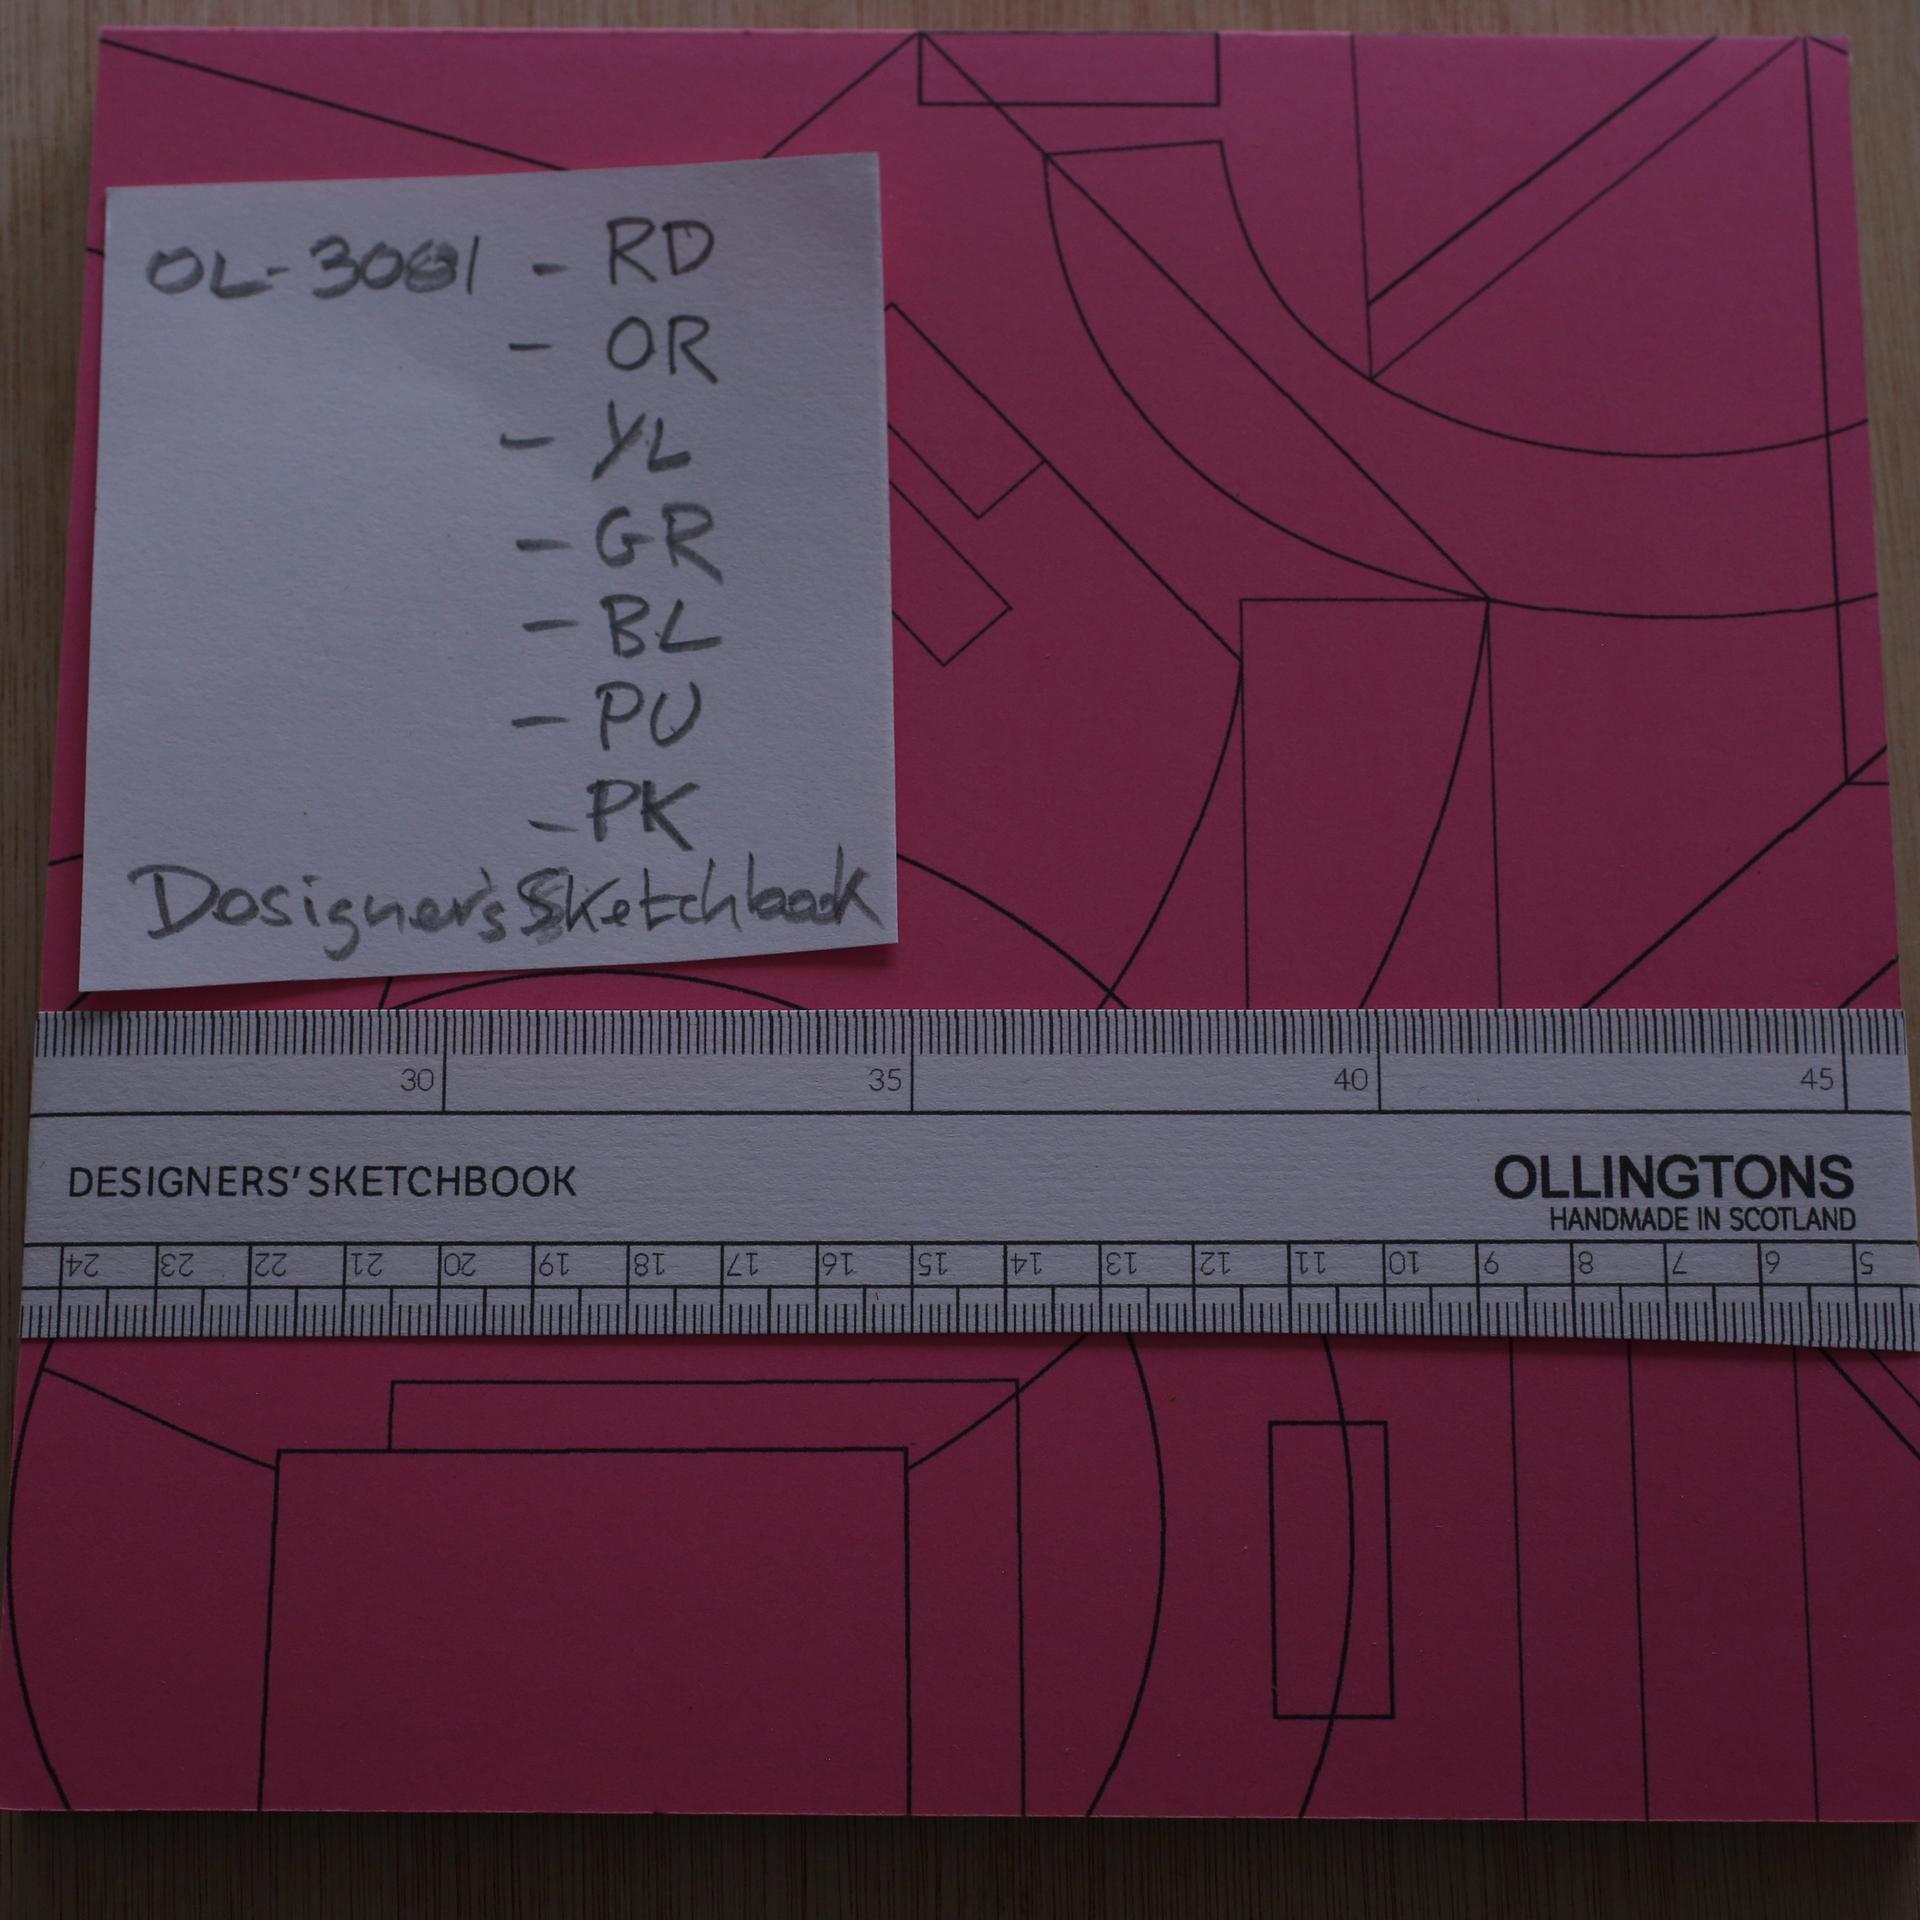 OL-3081 - RD
- OR
- YL
- GR
- BL
- PU
- PK
Designer's Sketchbook
30 35 40 45
DESIGNERS' SKETCHBOOK
OLLINGTONS
HANDMADE IN SCOTLAND
24 23 22 21 20 19 18 17 16 15 14 13 12 11 10 9 8 7 6 5